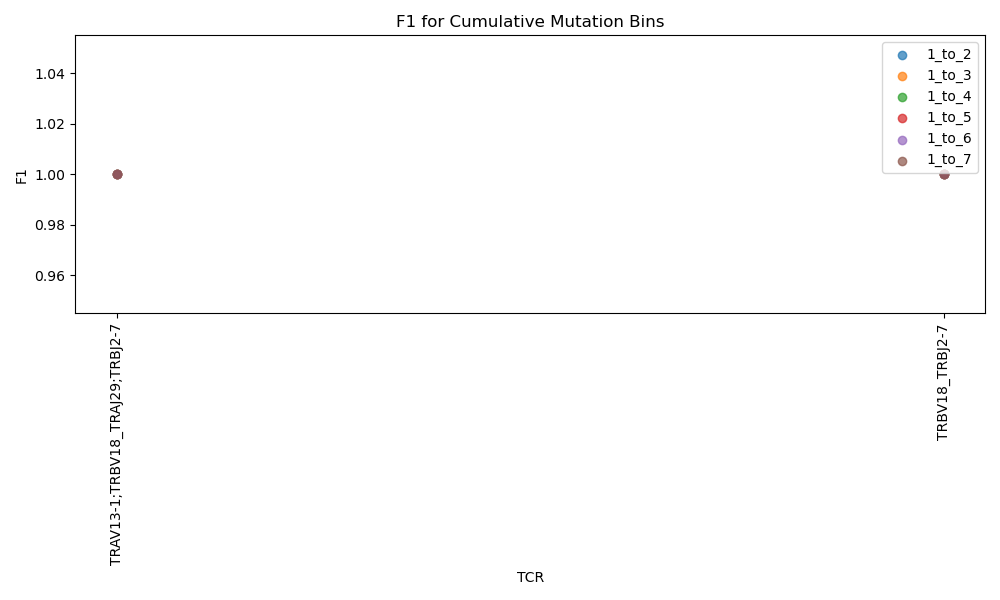 F1 for Cumulative Mutation Bins
1.04
1.02
1.00
0.98
0.96
F1
1_to_2
1_to_3
1_to_4
1_to_5
1_to_6
1_to_7
TRAV13-1;TRBV18_TRAJ29;TRBJ2-7
TRBV18_TRBJ2-7
TCR